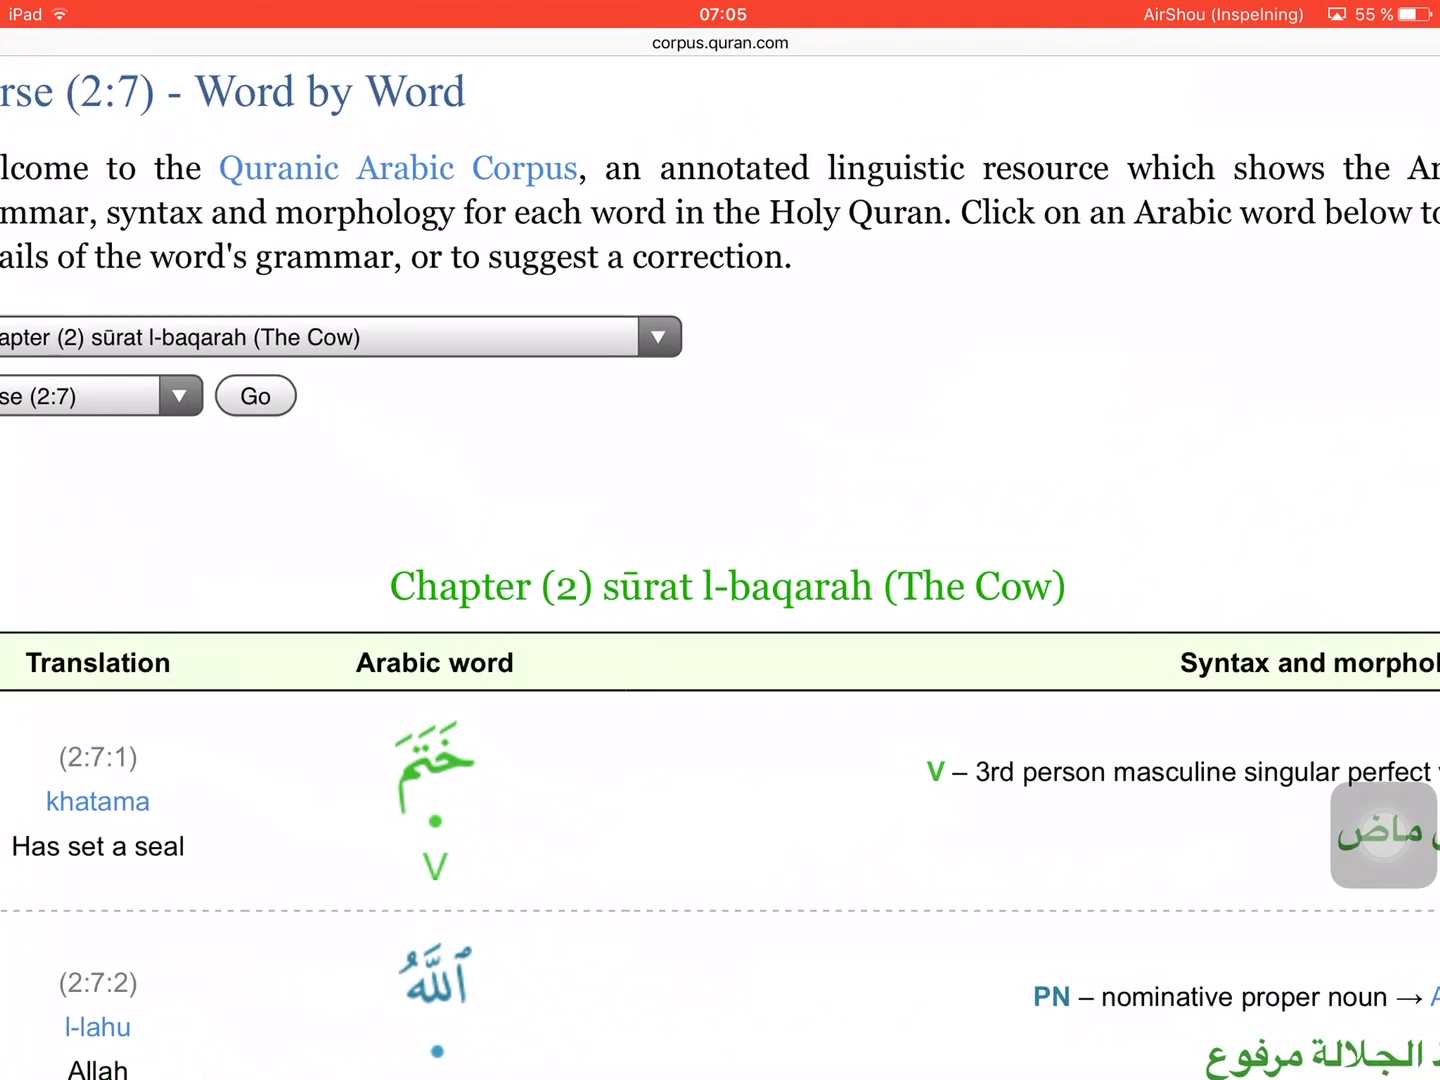 iPad 07:05 AirShou (Inspelning) 55 %
corpus.quran.com
rse (2:7) - Word by Word
lcome to the Quranic Arabic Corpus, an annotated linguistic resource which shows the Ar
mmar, syntax and morphology for each word in the Holy Quran. Click on an Arabic word below to
ails of the word's grammar, or to suggest a correction.
apter (2) sūrat l-baqarah (The Cow)
se (2:7) Go
Chapter (2) sūrat l-baqarah (The Cow)
Translation Arabic word Syntax and morphol
(2:7:1)
khatama
Has set a seal
خَتَمَ
V
V – 3rd person masculine singular perfect
ماض
(2:7:2)
l-lahu
Allah
ٱللَّهُ
PN – nominative proper noun →
الجلالة مرفوع